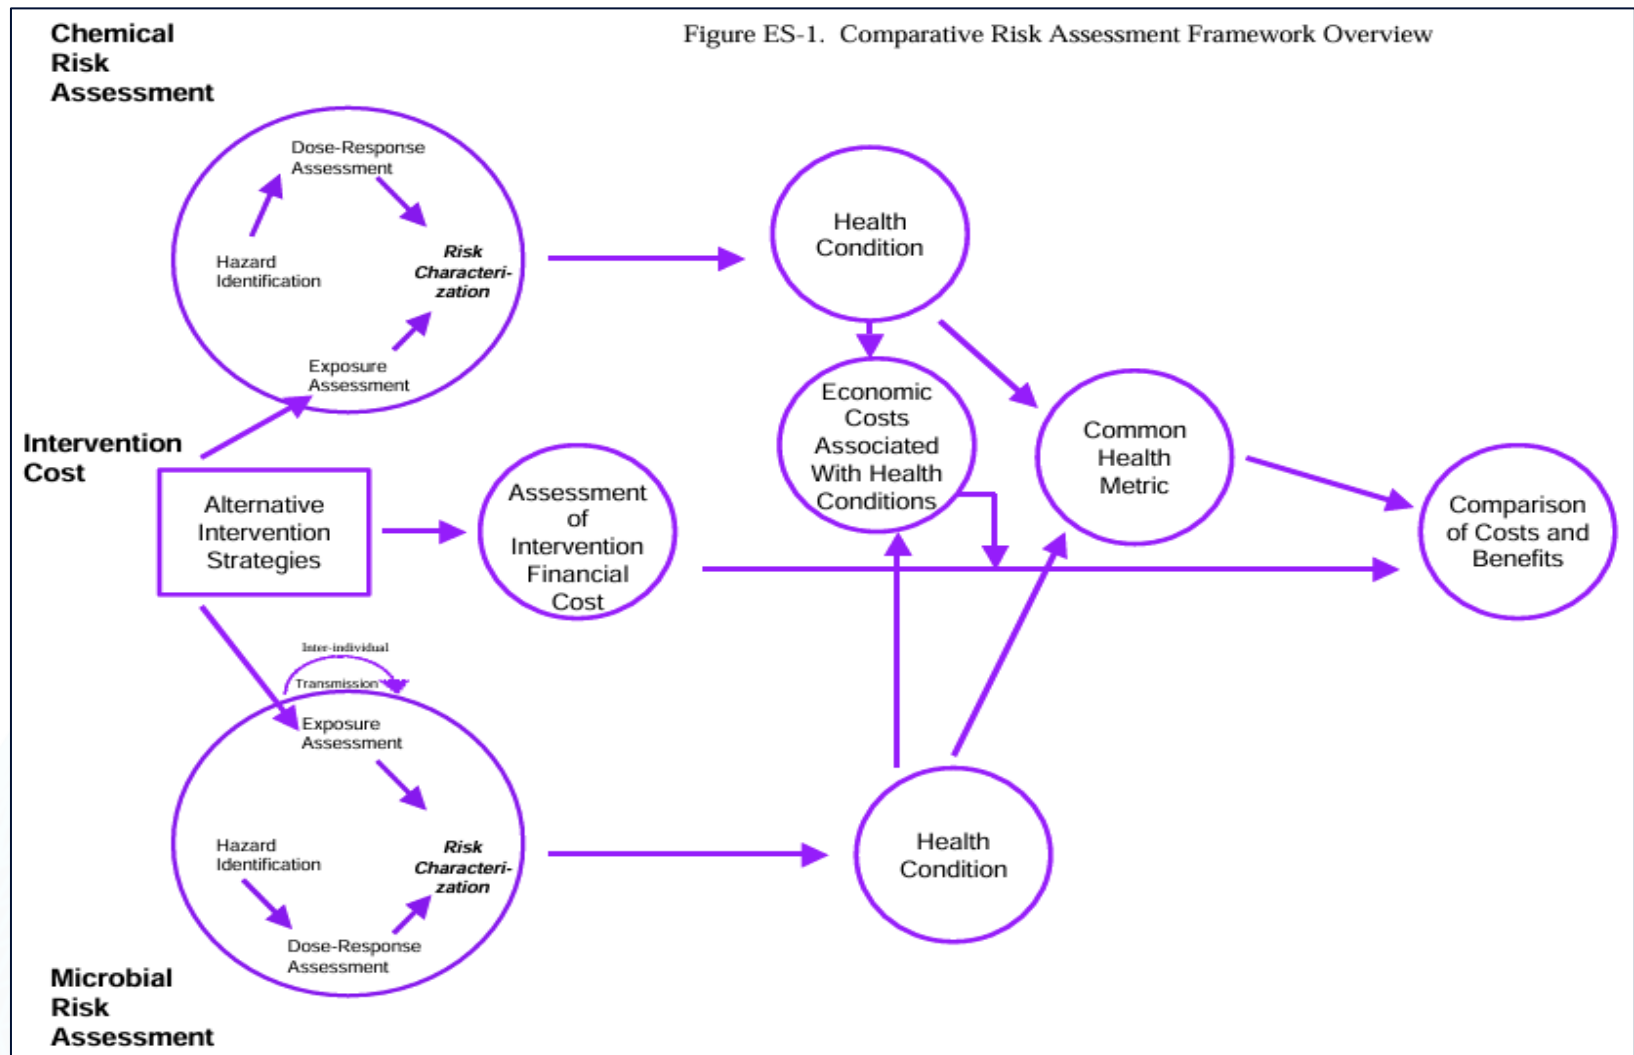 Figure ES-1. Comparative Risk Assessment Framework Overview
Chemical
Risk
Assessment
Dose-Response
Assessment
Hazard
Identification
Risk
Characteri-
zation
Exposure
Assessment
Health
Condition
Economic
Costs
Associated
With Health
Conditions
Common
Health
Metric
Intervention
Cost
Alternative
Intervention
Strategies
Assessment
of
Intervention
Financial
Cost
Comparison
of Costs and
Benefits
Inter-individual
Transmission
Exposure
Assessment
Hazard
Identification
Risk
Characteri-
zation
Dose-Response
Assessment
Health
Condition
Microbial
Risk
Assessment